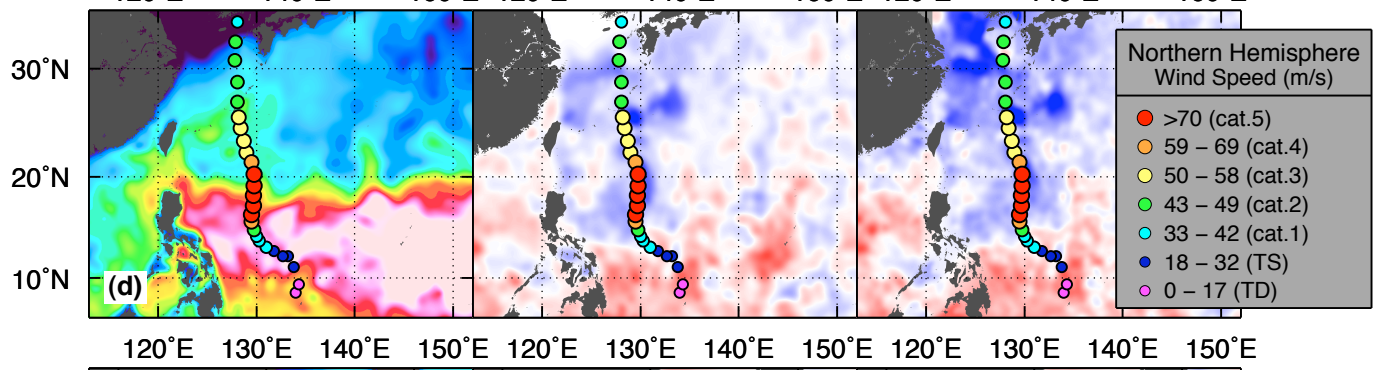 30˚N
20˚N
10˚N
(d)
120˚E 130˚E 140˚E 150˚E 120˚E 130˚E 140˚E 150˚E 120˚E 130˚E 140˚E 150˚E
Northern Hemisphere
Wind Speed (m/s)
>70 (cat.5)
59 – 69 (cat.4)
50 – 58 (cat.3)
43 – 49 (cat.2)
33 – 42 (cat.1)
18 – 32 (TS)
0 – 17 (TD)